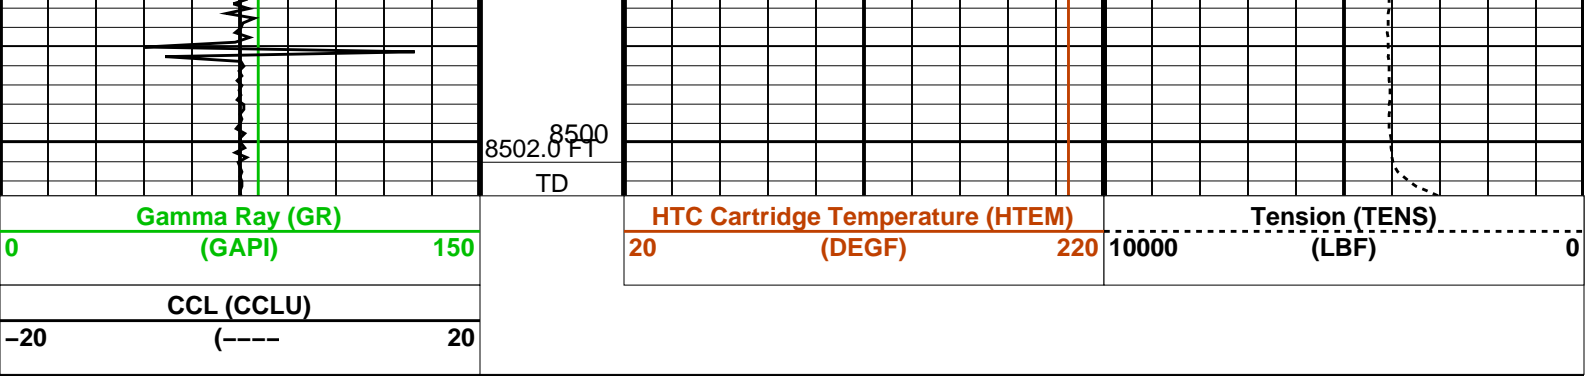 8500
8502.0 FT
TD
Gamma Ray (GR)
0 (GAPI) 150
HTC Cartridge Temperature (HTEM)
20 (DEGF) 220
Tension (TENS)
10000 (LBF) 0
CCL (CCLU)
−20 (−−−− 20